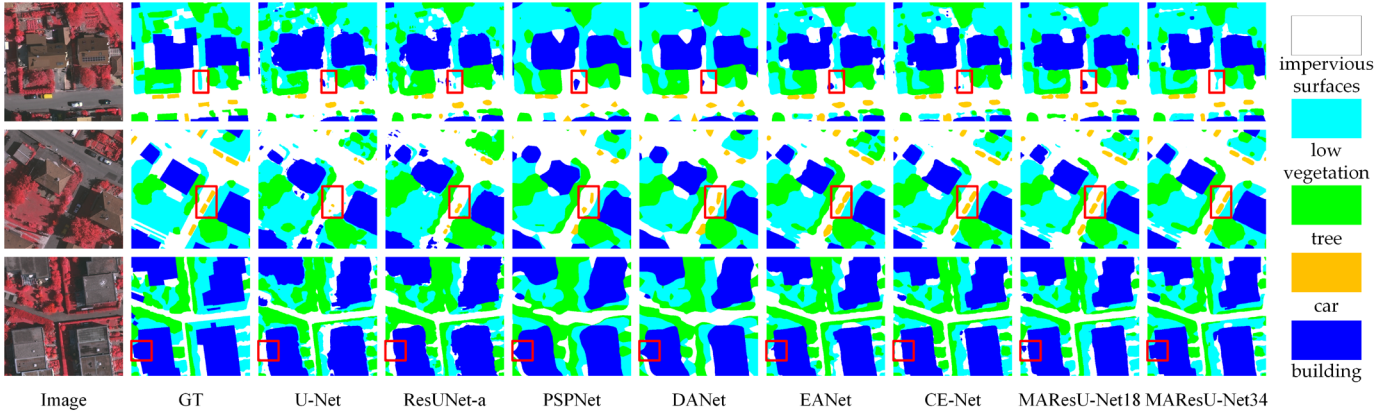 impervious
surfaces
low
vegetation
tree
car
building
Image GT U-Net ResUNet-a PSPNet DANet EANet CE-Net MAResU-Net18 MAResU-Net34